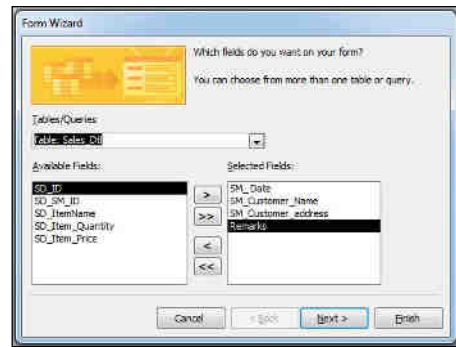 Form Wizard
Which fields do you want on your form?
You can choose from more than one table or query.
Tables/Queries
Table: Sales_DB
Available Fields:
Selected Fields:
SD_ID
SD_SM_ID
SD_ItemName
SD_Item_Quantity
SD_Item_Price
>
>>
<
<<
SM_Date
SM_Customer_Name
SM_Customer_address
Remarks
Cancel
< Back
Next >
Finish